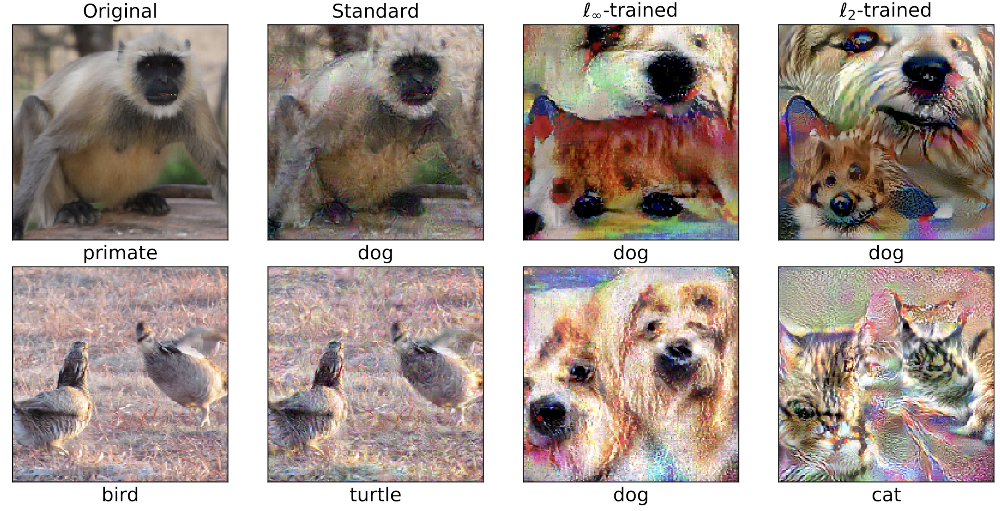 Original Standard ℓ∞-trained ℓ2-trained
primate dog dog dog
bird turtle dog cat